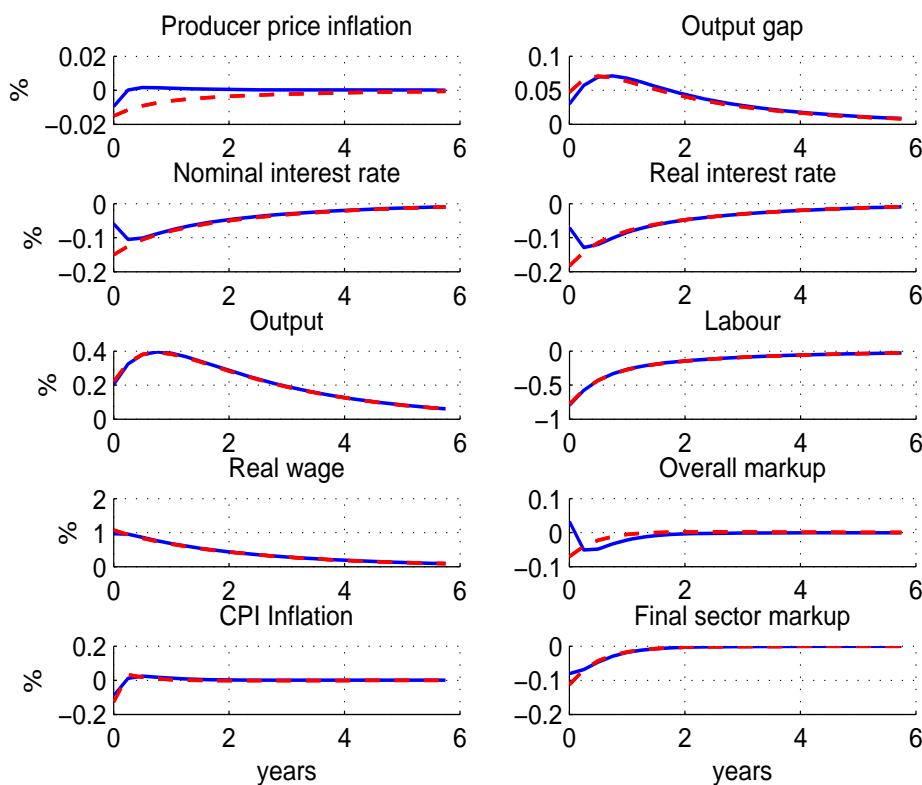 Producer price inflation
Output gap
%
0.02
0
−0.02
0 2 4 6
0.1
0.05
0
0 2 4 6
Nominal interest rate
Real interest rate
%
0
−0.1
−0.2
0 2 4 6
0
−0.1
−0.2
0 2 4 6
Output
Labour
%
0.4
0.2
0
0 2 4 6
0
−0.5
−1
0 2 4 6
Real wage
Overall markup
%
2
1
0
0 2 4 6
0.1
0
−0.1
0 2 4 6
CPI Inflation
Final sector markup
%
0.2
0
−0.2
0 2 4 6
0
−0.1
−0.2
0 2 4 6
years
years